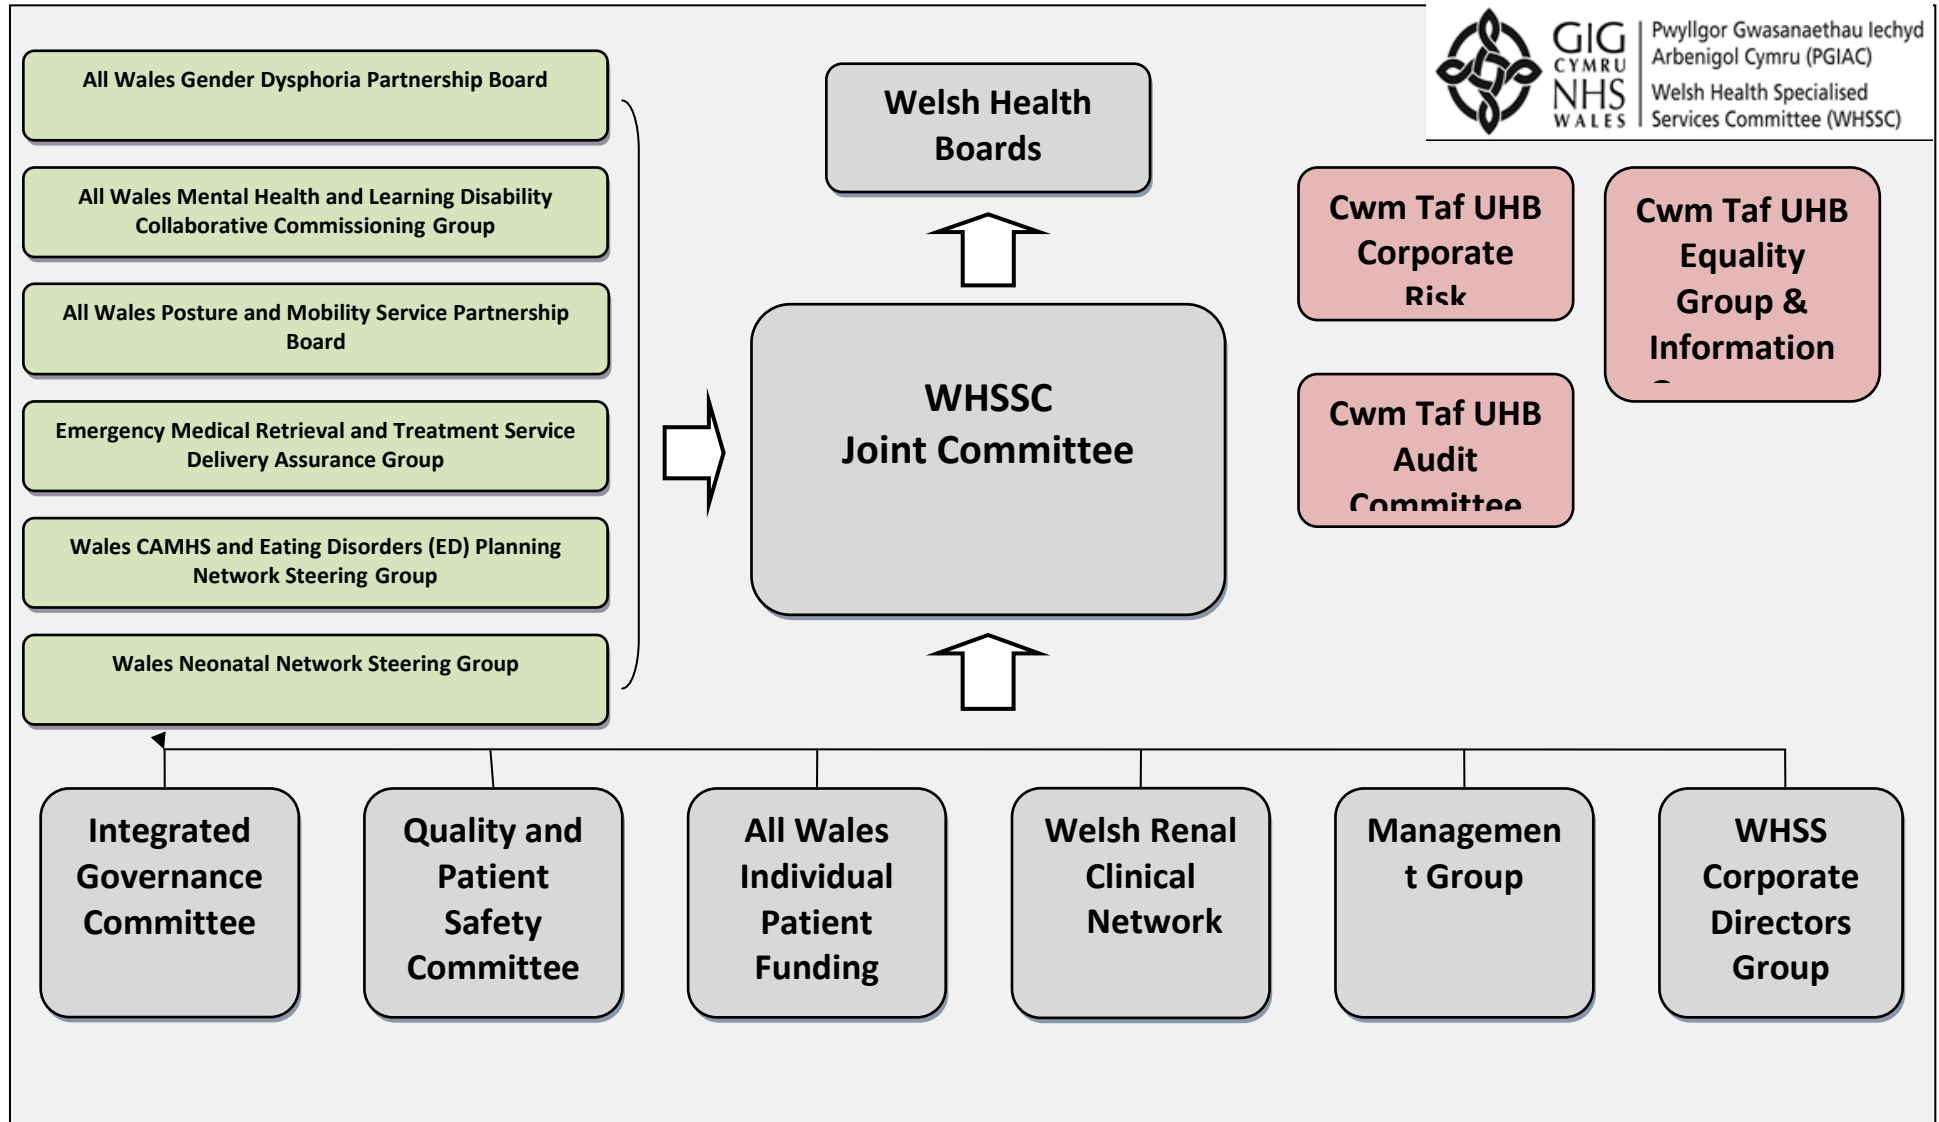 GIG
CYMRU
NHS
WALES
Pwyllgor Gwasanaethau Iechyd
Arbenigol Cymru (PGIAC)
Welsh Health Specialised
Services Committee (WHSSC)
All Wales Gender Dysphoria Partnership Board
All Wales Mental Health and Learning Disability
Collaborative Commissioning Group
All Wales Posture and Mobility Service Partnership
Board
Emergency Medical Retrieval and Treatment Service
Delivery Assurance Group
Wales CAMHS and Eating Disorders (ED) Planning
Network Steering Group
Wales Neonatal Network Steering Group
Welsh Health
Boards
WHSSC
Joint Committee
Cwm Taf UHB
Corporate
Risk
Cwm Taf UHB
Equality
Group &
Information
Cwm Taf UHB
Audit
Committee
Integrated
Governance
Committee
Quality and
Patient
Safety
Committee
All Wales
Individual
Patient
Funding
Welsh Renal
Clinical
Network
Managemen
t Group
WHSS
Corporate
Directors
Group